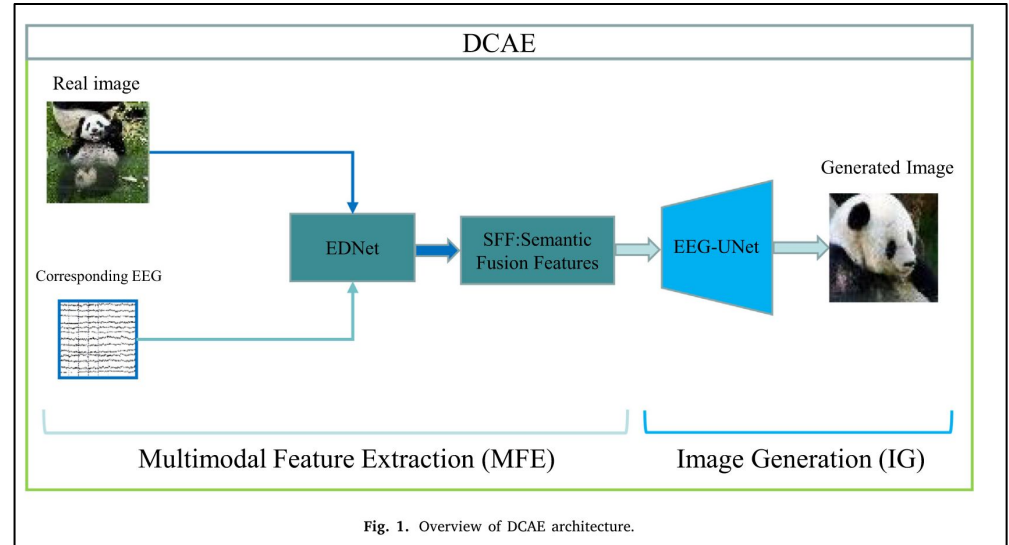 DCAE
Real image
Generated Image
EDNet
SFF:Semantic
Fusion Features
EEG-UNet
Corresponding EEG
Multimodal Feature Extraction (MFE)
Image Generation (IG)
Fig. 1. Overview of DCAE architecture.